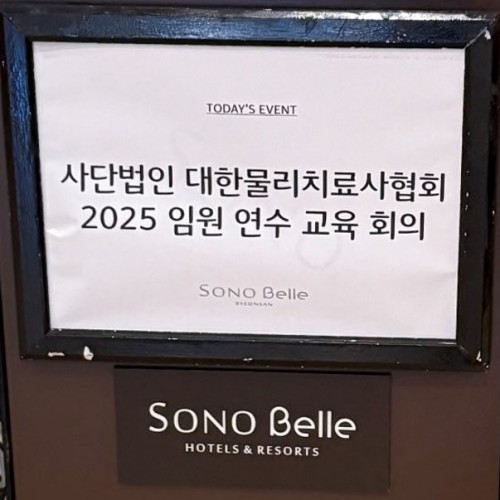 TODAY'S EVENT
사단법인 대한물리치료사협회
2025 임원 연수 교육 회의
SONO Belle
BYEONSAN
SONO Belle
HOTELS & RESORTS